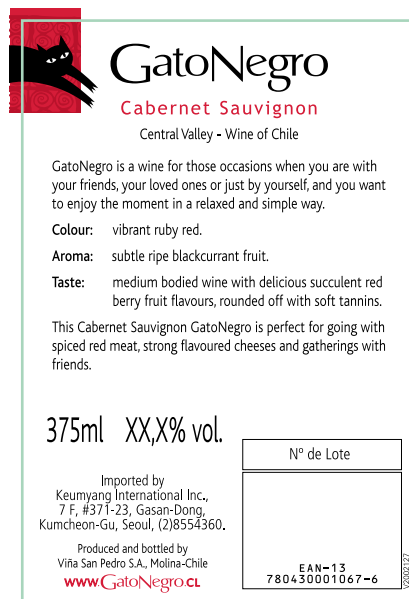 GatoNegro
Cabernet Sauvignon
Central Valley - Wine of Chile
GatoNegro is a wine for those occasions when you are with
your friends, your loved ones or just by yourself, and you want
to enjoy the moment in a relaxed and simple way.
Colour: vibrant ruby red.
Aroma: subtle ripe blackcurrant fruit.
Taste: medium bodied wine with delicious succulent red
berry fruit flavours, rounded off with soft tannins.
This Cabernet Sauvignon GatoNegro is perfect for going with
spiced red meat, strong flavoured cheeses and gatherings with
friends.
375ml XX,X% vol.
Imported by
Keumyang International Inc.,
7 F, #371-23, Gasan-Dong,
Kumcheon-Gu, Seoul, (2)8554360.
Produced and bottled by
Viña San Pedro S.A., Molina-Chile
www.GatoNegro.CL
Nº de Lote
EAN-13
780430001067-6
V2002127